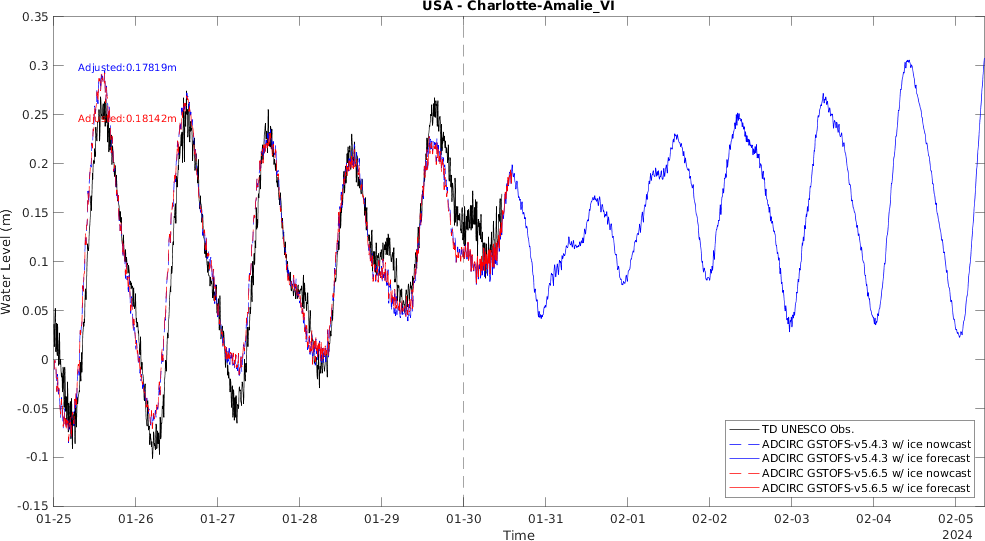 USA - Charlotte-Amalie_VI
0.35
0.3
0.25
0.2
0.15
0.1
0.05
0
-0.05
-0.1
-0.15
Water Level (m)
Adjusted:0.17819m
Adjusted:0.18142m
TD UNESCO Obs.
ADCIRC GSTOFS-v5.4.3 w/ ice nowcast
ADCIRC GSTOFS-v5.4.3 w/ ice forecast
ADCIRC GSTOFS-v5.6.5 w/ ice nowcast
ADCIRC GSTOFS-v5.6.5 w/ ice forecast
01-25 01-26 01-27 01-28 01-29 01-30 01-31 02-01 02-02 02-03 02-04 02-05
Time
2024